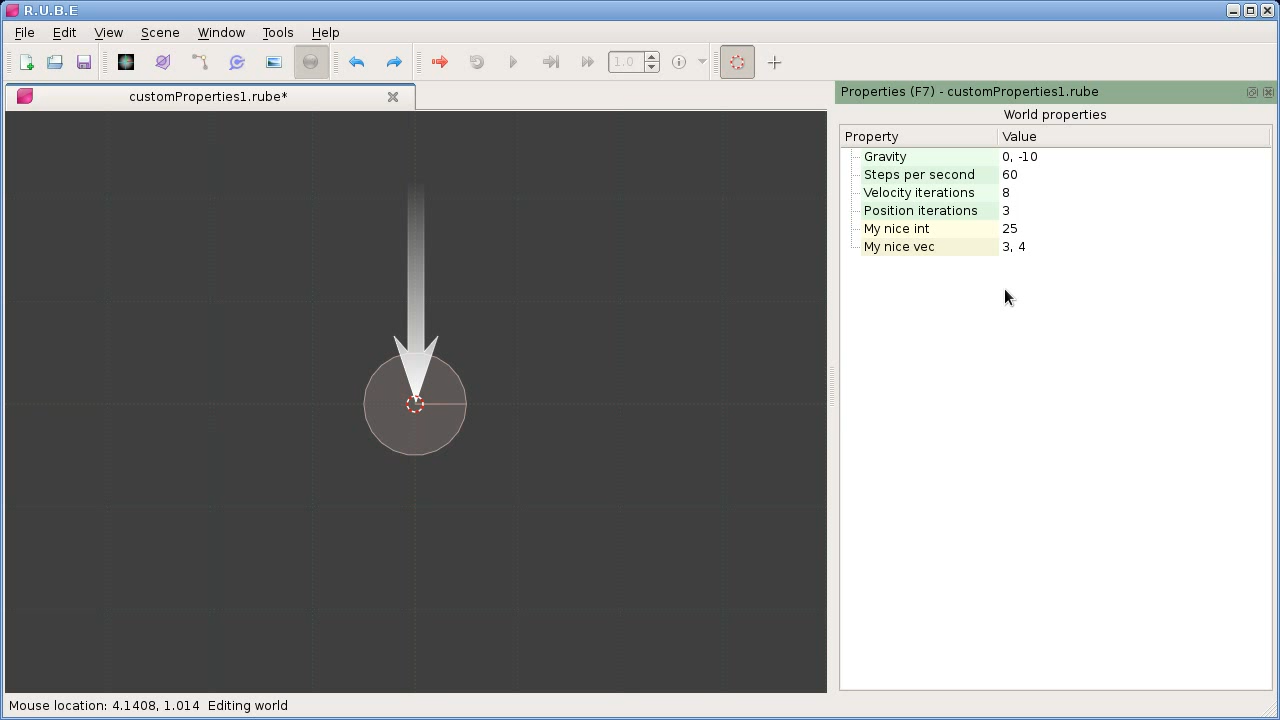 R.U.B.E
File Edit View Scene Window Tools Help
1.0
customProperties1.rube*
Properties (F7) - customProperties1.rube
World properties
Property Value
Gravity 0, -10
Steps per second 60
Velocity iterations 8
Position iterations 3
My nice int 25
My nice vec 3, 4
Mouse location: 4.1408, 1.014 Editing world